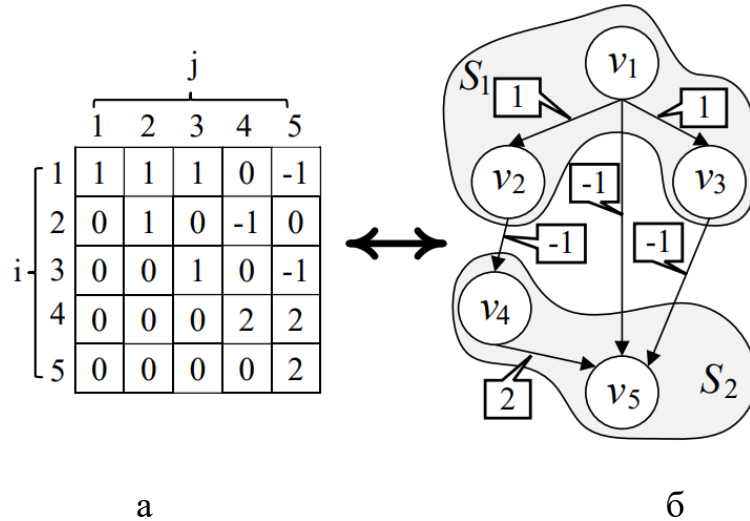 j
1 2 3 4 5
i
1 1 1 1 0 -1
2 0 1 0 -1 0
3 0 0 1 0 -1
4 0 0 0 2 2
5 0 0 0 0 2
S1
v1
1
1
v2
-1
v3
-1
-1
v4
2
v5
S2
а
б